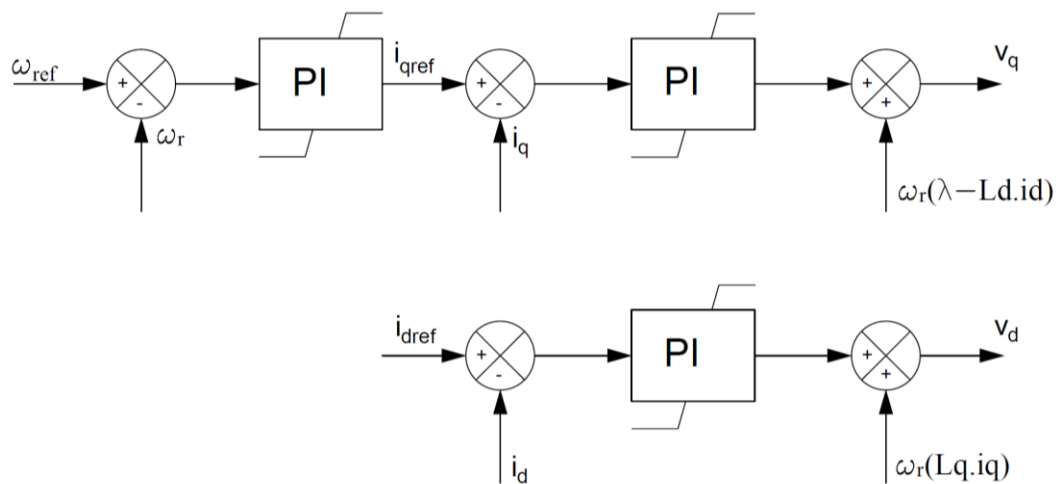 ω_ref + - ω_r PI i_qref + - i_q PI + + v_q
ω_r(λ−Ld.id)
i_dref + - i_d PI + + v_d
ω_r(Lq.iq)